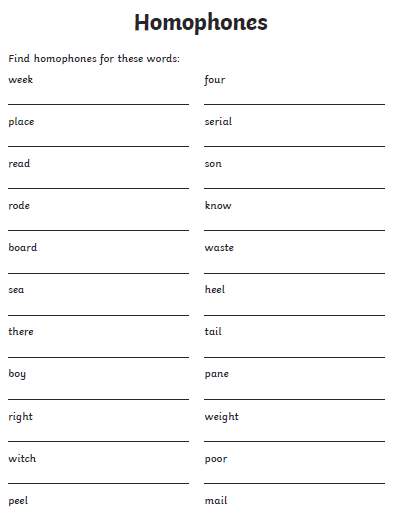 Homophones
Find homophones for these words:
week
four
place
serial
read
son
rode
know
board
waste
sea
heel
there
tail
boy
pane
right
weight
witch
poor
peel
mail